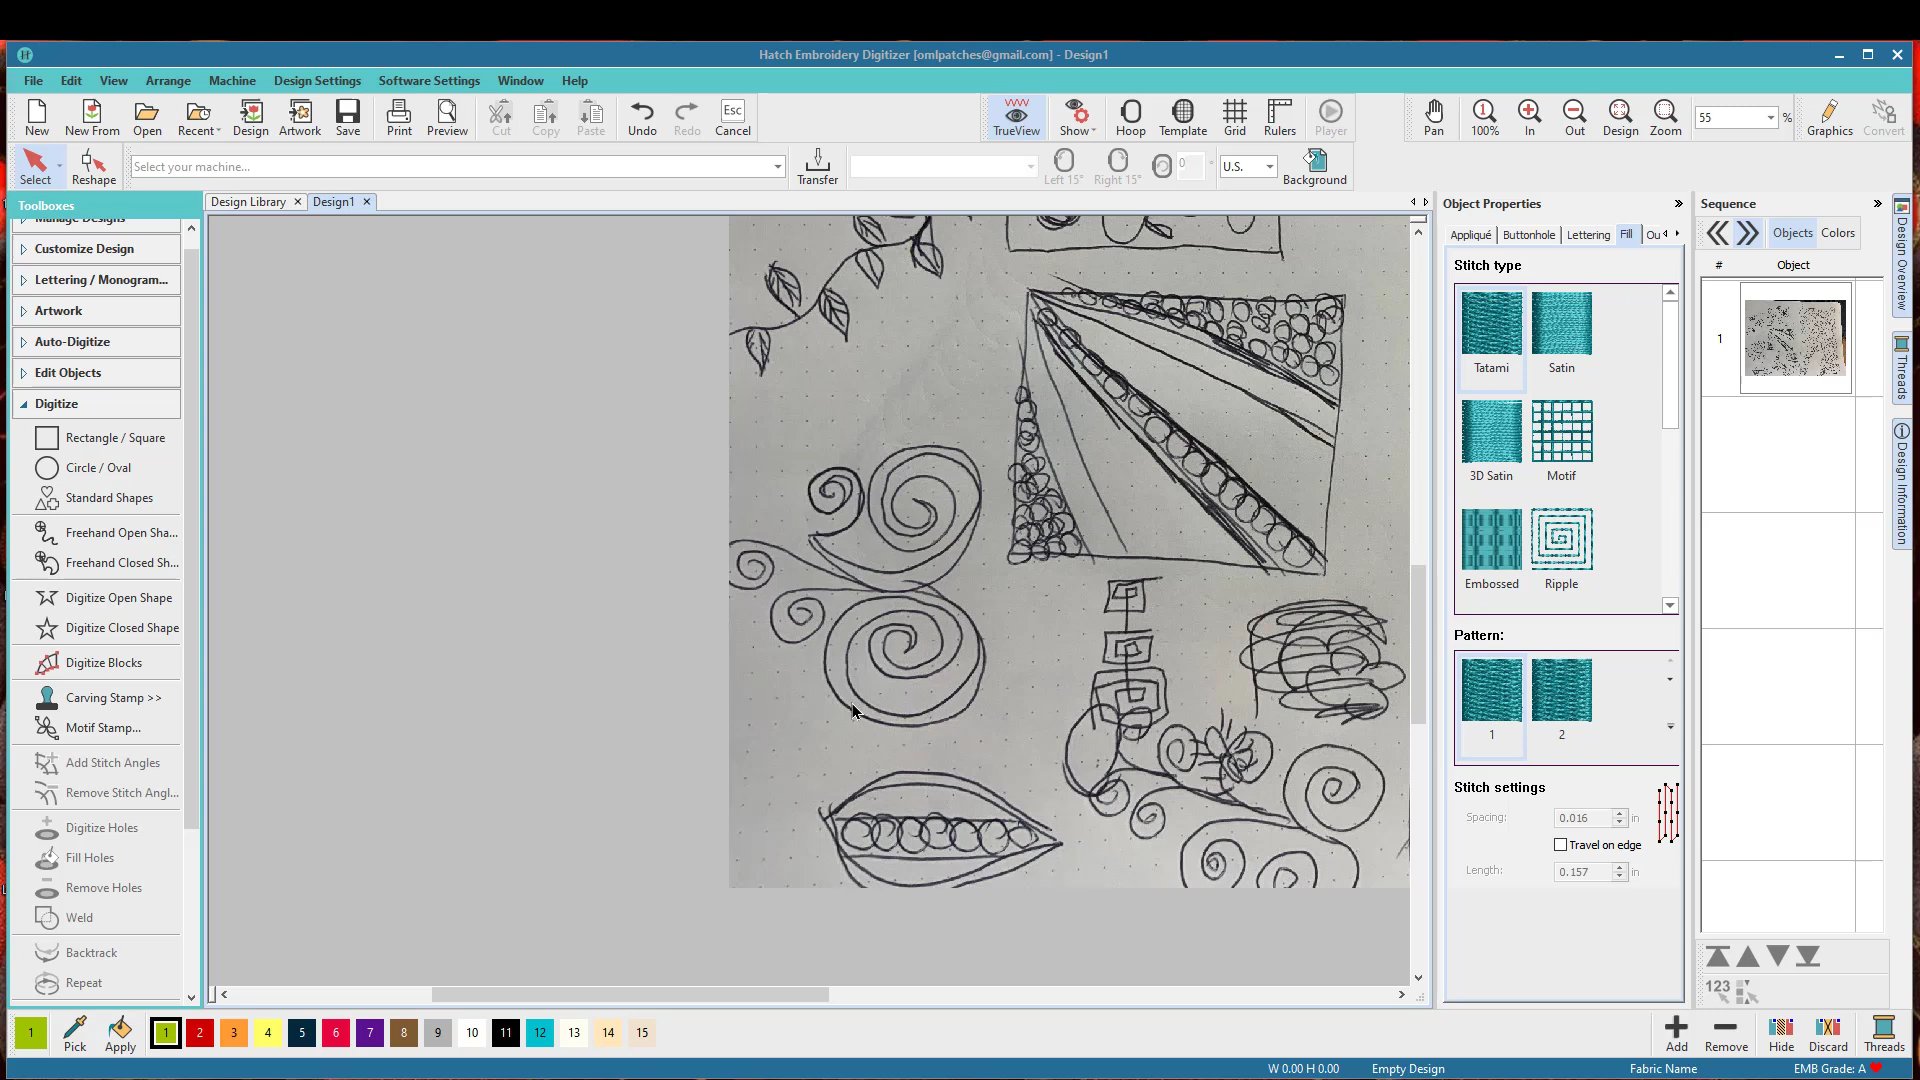 Hatch Embroidery Digitizer [omlpatches@gmail.com] - Design1
File Edit View Arrange Machine Design Settings Software Settings Window Help
New New From Open Recent Design Artwork Save Print Preview Cut Copy Paste Undo Redo Esc Cancel TrueView Show Hoop Template Grid Rulers Player Pan 1 100% In Out Design Zoom 55 % Graphics Convert
Select Reshape Select your machine... Transfer Left 15° Right 15° 0 ° U.S. Background
Toolboxes
Manage Designs
Customize Design
Lettering / Monogram...
Artwork
Auto-Digitize
Edit Objects
Digitize
Rectangle / Square
Circle / Oval
Standard Shapes
Freehand Open Sha...
Freehand Closed Sh...
Digitize Open Shape
Digitize Closed Shape
Digitize Blocks
Carving Stamp >>
Motif Stamp...
Add Stitch Angles
Remove Stitch Angl...
Digitize Holes
Fill Holes
Remove Holes
Weld
Backtrack
Repeat
Design Library Design1
Object Properties
Appliqué Buttonhole Lettering Fill Ou
Stitch type
Tatami Satin
3D Satin Motif
Embossed Ripple
Pattern:
1 2
Stitch settings
Spacing: 0.016 in
Travel on edge
Length: 0.157 in
Sequence
Objects Colors
# Object
1
123
Design Overview
Threads
Design Information
1 Pick Apply 1 2 3 4 5 6 7 8 9 10 11 12 13 14 15 Add Remove Hide Discard Threads
W 0.00 H 0.00 Empty Design Fabric Name EMB Grade: A